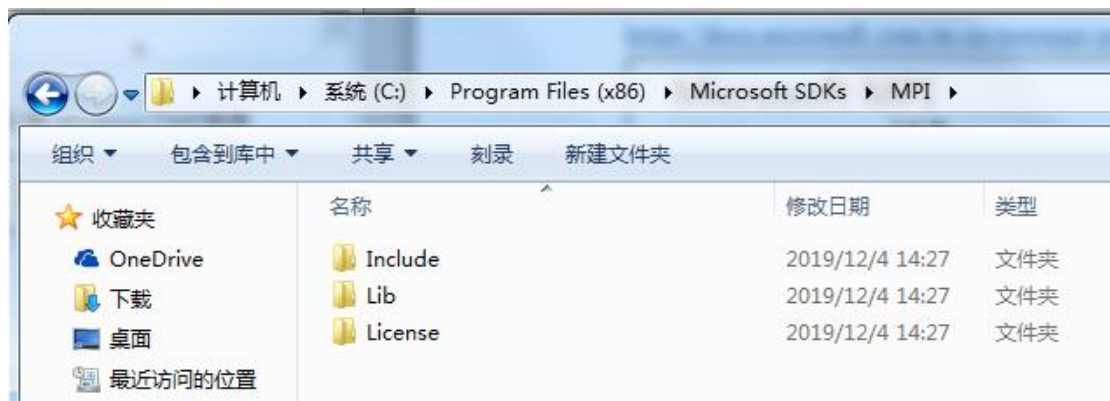 计算机 系统 (C:) Program Files (x86) Microsoft SDKs MPI
组织 包含到库中 共享 刻录 新建文件夹
名称 修改日期 类型
收藏夹
OneDrive
下载
桌面
最近访问的位置
Include 2019/12/4 14:27 文件夹
Lib 2019/12/4 14:27 文件夹
License 2019/12/4 14:27 文件夹